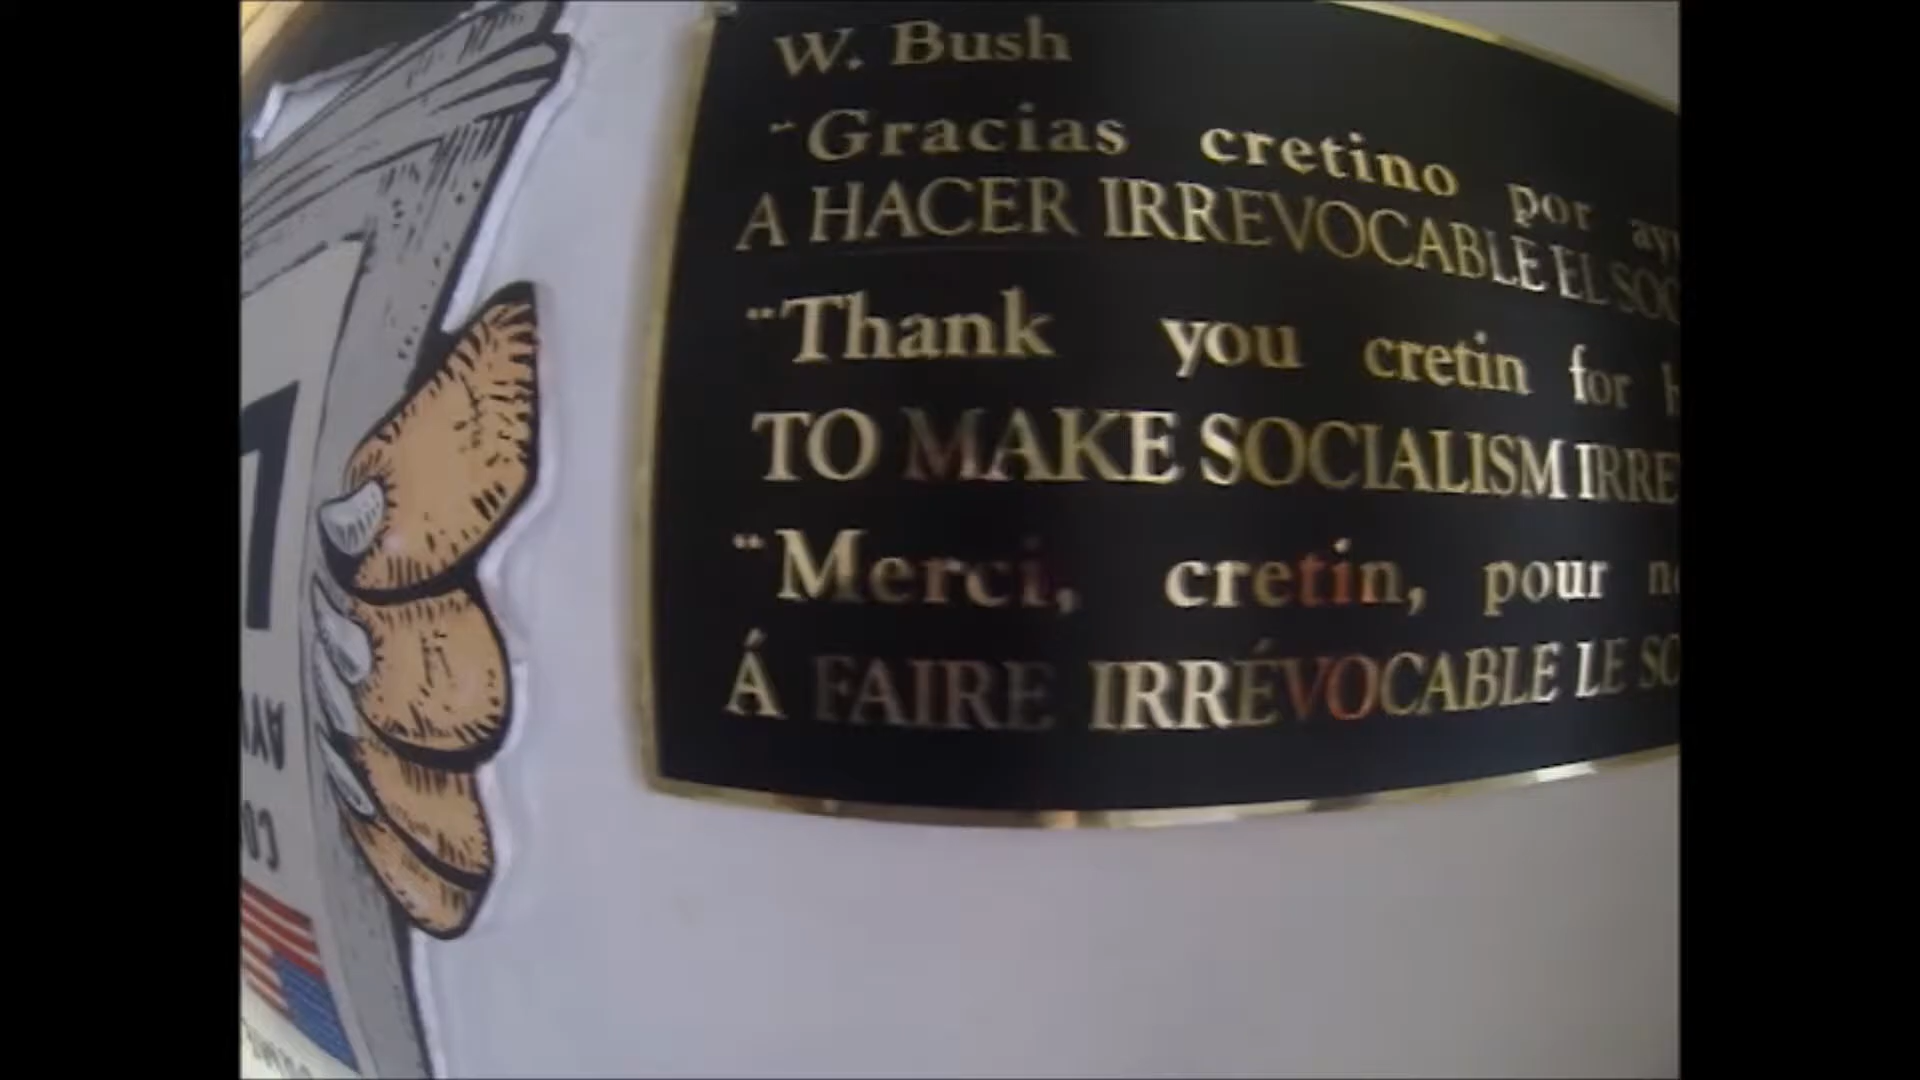 W. Bush
¨Gracias cretino por
A HACER IRREVOCABLE EL
¨Thank you cretin for
TO MAKE SOCIALISM
¨Merci, cretin, pour
Á FAIRE IRRÉVOCABLE LE